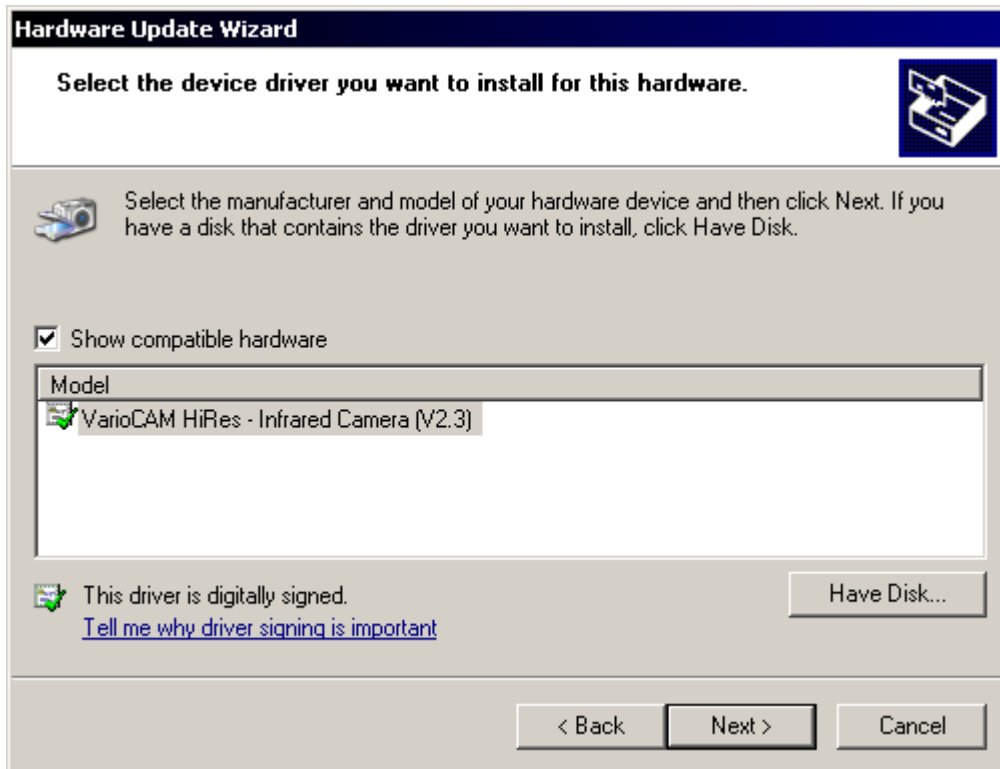 Hardware Update Wizard
Select the device driver you want to install for this hardware.
Select the manufacturer and model of your hardware device and then click Next. If you
have a disk that contains the driver you want to install, click Have Disk.
Show compatible hardware
Model
VarioCAM HiRes - Infrared Camera (V2.3)
This driver is digitally signed.
Have Disk...
Tell me why driver signing is important
< Back
Next >
Cancel